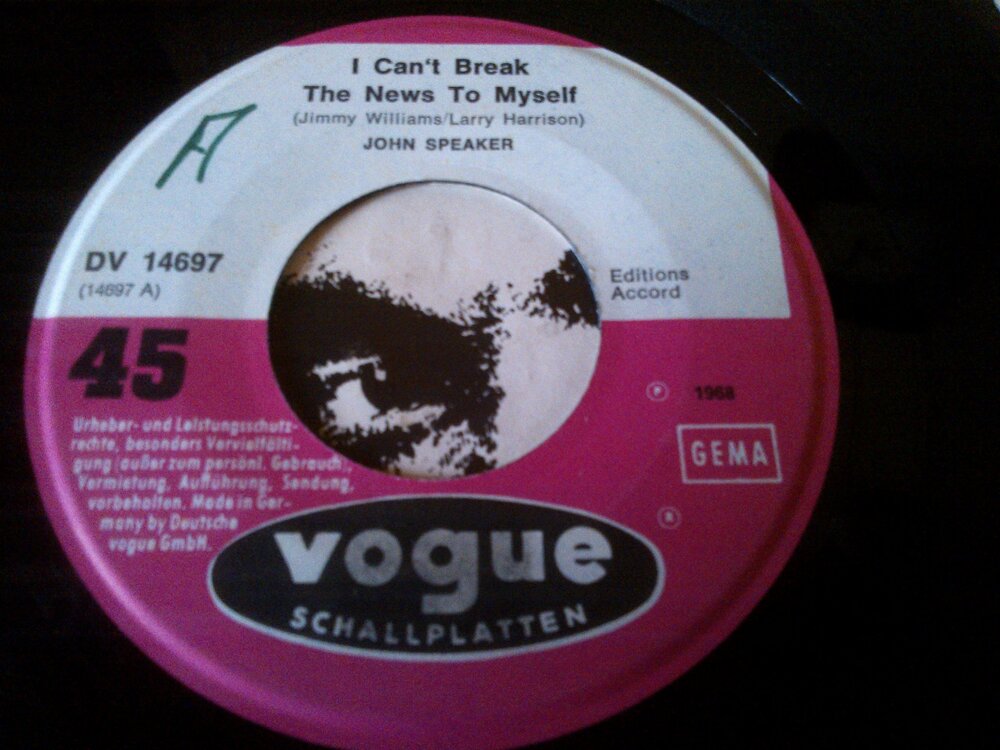 I Can't Break
The News To Myself
(Jimmy Williams/Larry Harrison)
JOHN SPEAKER
A
DV 14697
(14697 A)
Editions
Accord
45
Ⓟ 1968
GEMA
Urheber- und Leistungsschutz-
rechte, besonders Vervielfälti-
gung (außer zum persönl. Gebrauch),
Vermietung, Aufführung, Sendung,
vorbehalten. Made in Ger-
many by Deutsche
vogue GmbH.
®
vogue
SCHALLPLATTEN